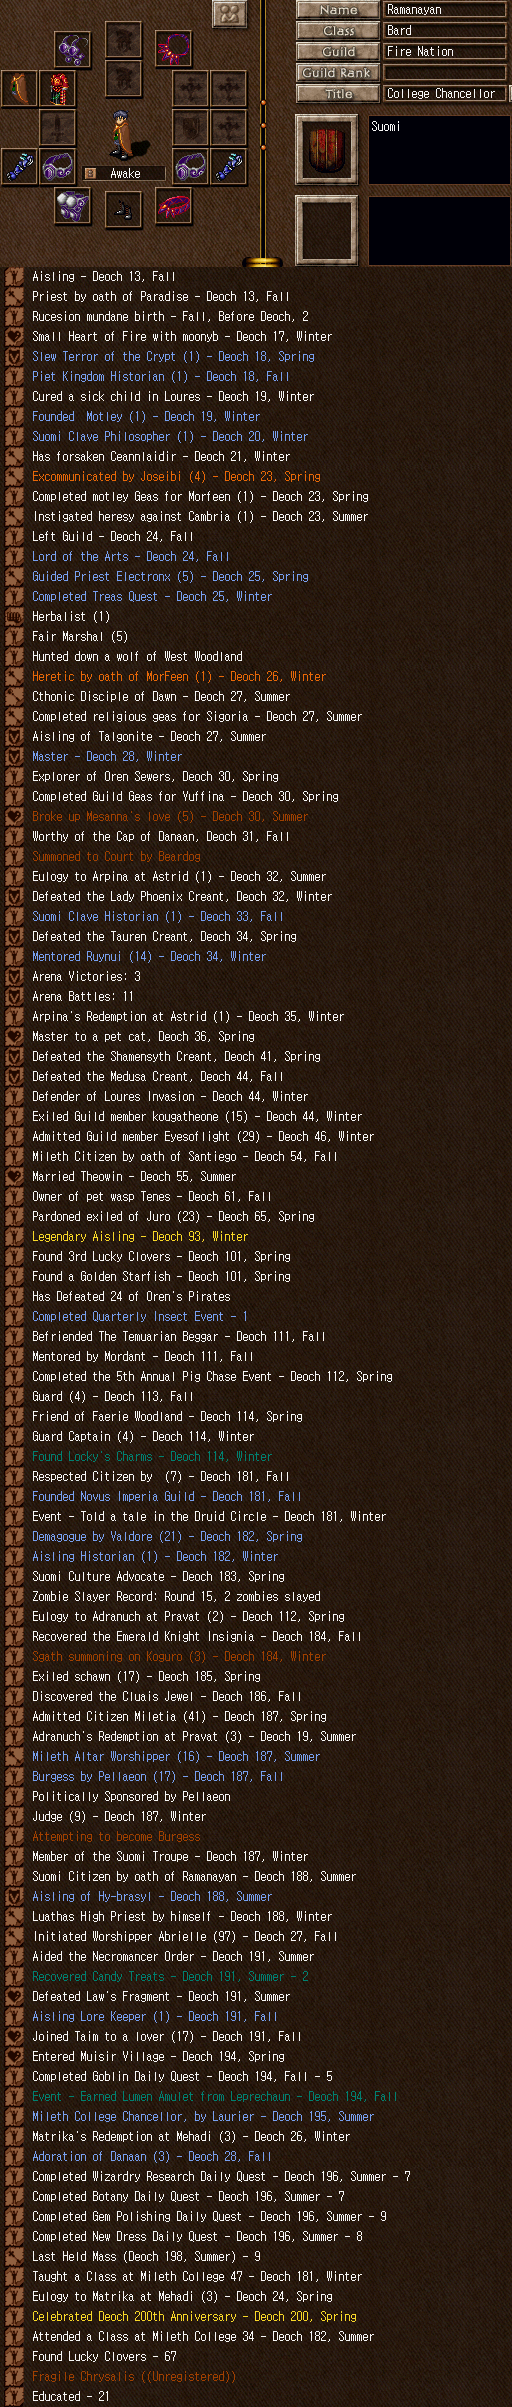 Name Ramanayan
Class Bard
Guild Fire Nation
Guild Rank
Title College Chancellor
Suomi
Awake
Aisling - Deoch 13, Fall
Priest by oath of Paradise - Deoch 13, Fall
Rucesion mundane birth - Fall, Before Deoch, 2
Small Heart of Fire with moonyb - Deoch 17, Winter
Slew Terror of the Crypt (1) - Deoch 18, Spring
Piet Kingdom Historian (1) - Deoch 18, Fall
Cured a sick child in Loures - Deoch 19, Winter
Founded  Motley (1) - Deoch 19, Winter
Suomi Clave Philosopher (1) - Deoch 20, Winter
Has forsaken Ceannlaidir - Deoch 21, Winter
Excommunicated by Joseibi (4) - Deoch 23, Spring
Completed motley Geas for Morfeen (1) - Deoch 23, Spring
Instigated heresy against Cambria (1) - Deoch 23, Summer
Left Guild - Deoch 24, Fall
Lord of the Arts - Deoch 24, Fall
Guided Priest Electronx (5) - Deoch 25, Spring
Completed Treas Quest - Deoch 25, Winter
Herbalist (1)
Fair Marshal (5)
Hunted down a wolf of West Woodland
Heretic by oath of MorFeen (1) - Deoch 26, Winter
Cthonic Disciple of Dawn - Deoch 27, Summer
Completed religious geas for Sigoria - Deoch 27, Summer
Aisling of Talgonite - Deoch 27, Summer
Master - Deoch 28, Winter
Explorer of Oren Sewers, Deoch 30, Spring
Completed Guild Geas for Yuffina - Deoch 30, Spring
Broke up Mesanna's love (5) - Deoch 30, Summer
Worthy of the Cap of Danaan, Deoch 31, Fall
Summoned to Court by Beardog
Eulogy to Arpina at Astrid (1) - Deoch 32, Summer
Defeated the Lady Phoenix Creant, Deoch 32, Winter
Suomi Clave Historian (1) - Deoch 33, Fall
Defeated the Tauren Creant, Deoch 34, Spring
Mentored Ruynui (14) - Deoch 34, Winter
Arena Victories: 3
Arena Battles: 11
Arpina's Redemption at Astrid (1) - Deoch 35, Winter
Master to a pet cat, Deoch 36, Spring
Defeated the Shamensyth Creant, Deoch 41, Spring
Defeated the Medusa Creant, Deoch 44, Fall
Defender of Loures Invasion - Deoch 44, Winter
Exiled Guild member kougatheone (15) - Deoch 44, Winter
Admitted Guild member Eyesoflight (29) - Deoch 46, Winter
Mileth Citizen by oath of Santiego - Deoch 54, Fall
Married Theowin - Deoch 55, Summer
Owner of pet wasp Tenes - Deoch 61, Fall
Pardoned exiled of Juro (23) - Deoch 65, Spring
Legendary Aisling - Deoch 93, Winter
Found 3rd Lucky Clovers - Deoch 101, Spring
Found a Golden Starfish - Deoch 101, Spring
Has Defeated 24 of Oren's Pirates
Completed Quarterly Insect Event - 1
Befriended The Temuarian Beggar - Deoch 111, Fall
Mentored by Mordant - Deoch 111, Fall
Completed the 5th Annual Pig Chase Event - Deoch 112, Spring
Guard (4) - Deoch 113, Fall
Friend of Faerie Woodland - Deoch 114, Spring
Guard Captain (4) - Deoch 114, Winter
Found Locky's Charms - Deoch 114, Winter
Respected Citizen by  (7) - Deoch 181, Fall
Founded Novus Imperia Guild - Deoch 181, Fall
Event - Told a tale in the Druid Circle - Deoch 181, Winter
Demagogue by Valdore (21) - Deoch 182, Spring
Aisling Historian (1) - Deoch 182, Winter
Suomi Culture Advocate - Deoch 183, Spring
Zombie Slayer Record: Round 15, 2 zombies slayed
Eulogy to Adranuch at Pravat (2) - Deoch 112, Spring
Recovered the Emerald Knight Insignia - Deoch 184, Fall
Sgath summoning on Koguro (3) - Deoch 184, Winter
Exiled schawn (17) - Deoch 185, Spring
Discovered the Cluais Jewel - Deoch 186, Fall
Admitted Citizen Miletia (41) - Deoch 187, Spring
Adranuch's Redemption at Pravat (3) - Deoch 19, Summer
Mileth Altar Worshipper (16) - Deoch 187, Summer
Burgess by Pellaeon (17) - Deoch 187, Fall
Politically Sponsored by Pellaeon
Judge (9) - Deoch 187, Winter
Attempting to become Burgess
Member of the Suomi Troupe - Deoch 187, Winter
Suomi Citizen by oath of Ramanayan - Deoch 188, Summer
Aisling of Hy-brasyl - Deoch 188, Summer
Luathas High Priest by himself - Deoch 188, Winter
Initiated Worshipper Abrielle (97) - Deoch 27, Fall
Aided the Necromancer Order - Deoch 191, Summer
Recovered Candy Treats - Deoch 191, Summer - 2
Defeated Law's Fragment - Deoch 191, Summer
Aisling Lore Keeper (1) - Deoch 191, Fall
Joined Taim to a lover (17) - Deoch 191, Fall
Entered Muisir Village - Deoch 194, Spring
Completed Goblin Daily Quest - Deoch 194, Fall - 5
Event - Earned Lumen Amulet from Leprechaun - Deoch 194, Fall
Mileth College Chancellor, by Laurier - Deoch 195, Summer
Matrika's Redemption at Mehadi (3) - Deoch 26, Winter
Adoration of Danaan (3) - Deoch 28, Fall
Completed Wizardry Research Daily Quest - Deoch 196, Summer - 7
Completed Botany Daily Quest - Deoch 196, Summer - 7
Completed Gem Polishing Daily Quest - Deoch 196, Summer - 9
Completed New Dress Daily Quest - Deoch 196, Summer - 8
Last Held Mass (Deoch 198, Summer) - 9
Taught a Class at Mileth College 47 - Deoch 181, Winter
Eulogy to Matrika at Mehadi (3) - Deoch 24, Spring
Celebrated Deoch 200th Anniversary - Deoch 200, Spring
Attended a Class at Mileth College 34 - Deoch 182, Summer
Found Lucky Clovers - 67
Fragile Chrysalis ((Unregistered))
Educated - 21